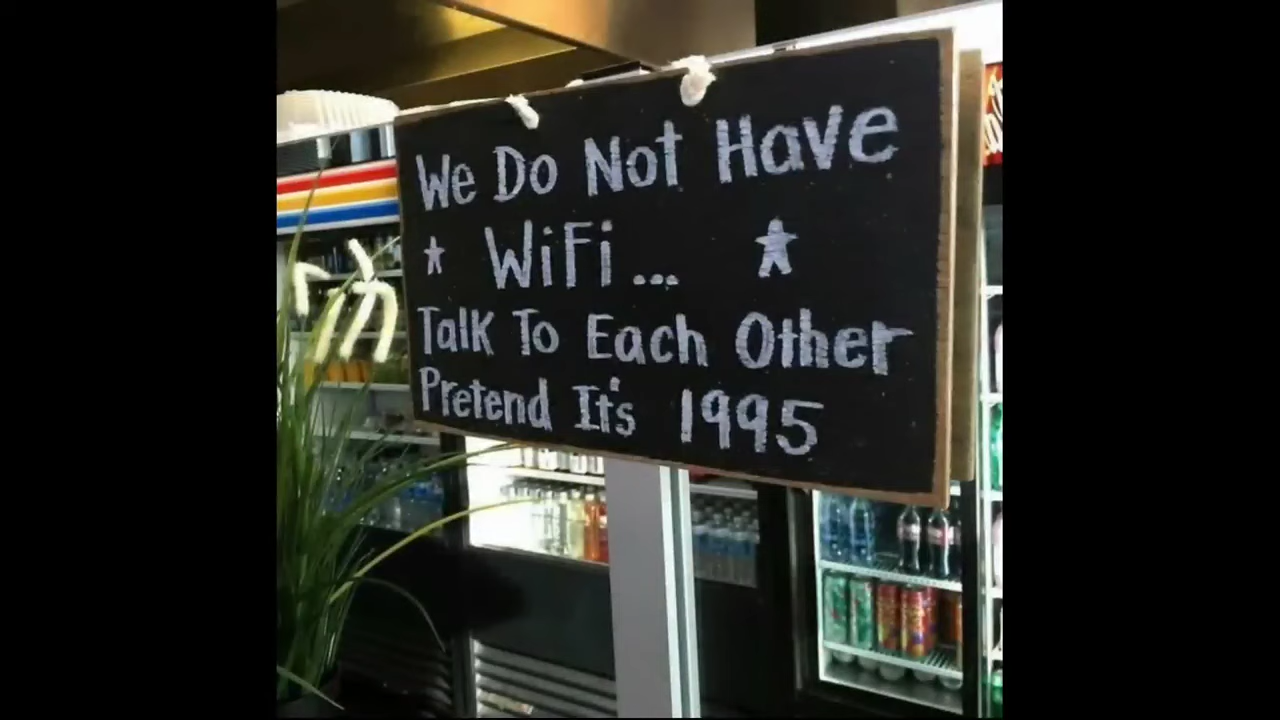 We Do Not Have
WiFi...
Talk To Each Other
Pretend It's 1995